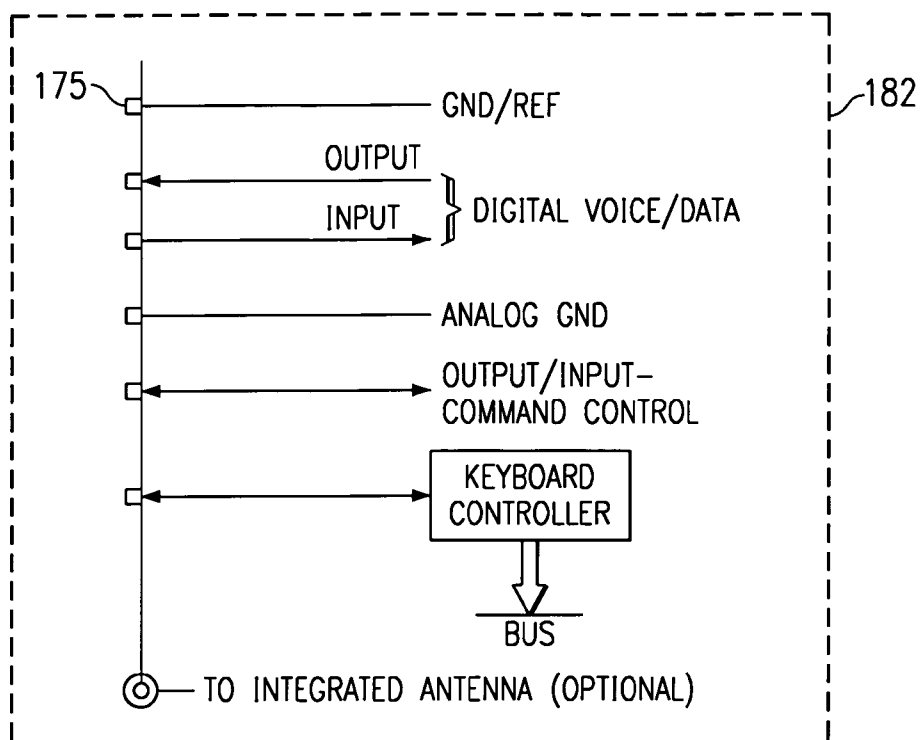 175
GND/REF
182
OUTPUT
INPUT
DIGITAL VOICE/DATA
ANALOG GND
OUTPUT/INPUT-
COMMAND CONTROL
KEYBOARD
CONTROLLER
BUS
TO INTEGRATED ANTENNA (OPTIONAL)